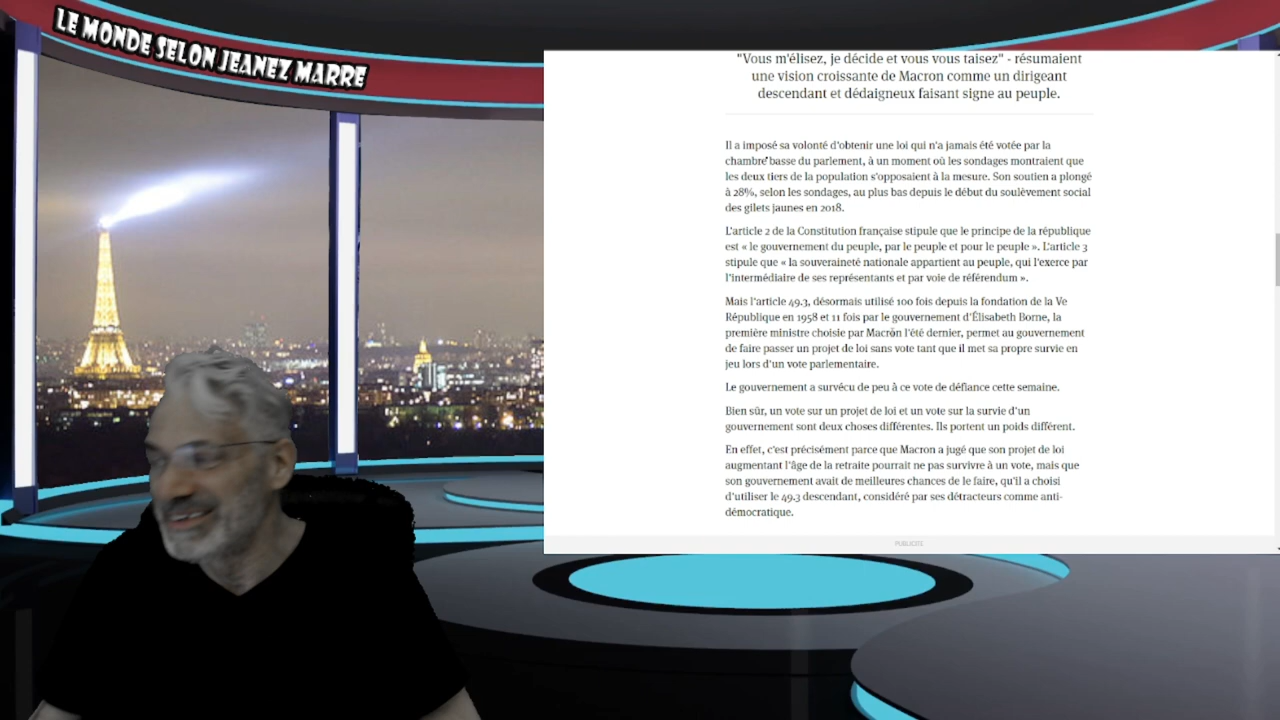 LE MONDE SELON JEANEZ MARRE
"Vous m'élisez, je décide et vous vous taisez" - résumaient
une vision croissante de Macron comme un dirigeant
descendant et dédaigneux faisant signe au peuple.
Il a imposé sa volonté d'obtenir une loi qui n'a jamais été votée par la
chambre basse du parlement, à un moment où les sondages montraient que
les deux tiers de la population s'opposaient à la mesure. Son soutien a plongé
à 28%, selon les sondages, au plus bas depuis le début du soulèvement social
des gilets jaunes en 2018.
L'article 2 de la Constitution française stipule que le principe de la république
est « le gouvernement du peuple, par le peuple et pour le peuple ». L'article 3
stipule que « la souveraineté nationale appartient au peuple, qui l'exerce par
l'intermédiaire de ses représentants et par voie de référendum ».
Mais l'article 49.3, désormais utilisé 100 fois depuis la fondation de la Ve
République en 1958 et 11 fois par le gouvernement d'Élisabeth Borne, la
première ministre choisie par Macron l'été dernier, permet au gouvernement
de faire passer un projet de loi sans vote tant que il met sa propre survie en
jeu lors d'un vote parlementaire.
Le gouvernement a survécu de peu à ce vote de défiance cette semaine.
Bien sûr, un vote sur un projet de loi et un vote sur la survie d'un
gouvernement sont deux choses différentes. Ils portent un poids différent.
En effet, c'est précisément parce que Macron a jugé que son projet de loi
augmentant l'âge de la retraite pourrait ne pas survivre à un vote, mais que
son gouvernement avait de meilleures chances de le faire, qu'il a choisi
d'utiliser le 49.3 descendant, considéré par ses détracteurs comme anti-
démocratique.
PUBLICITÉ